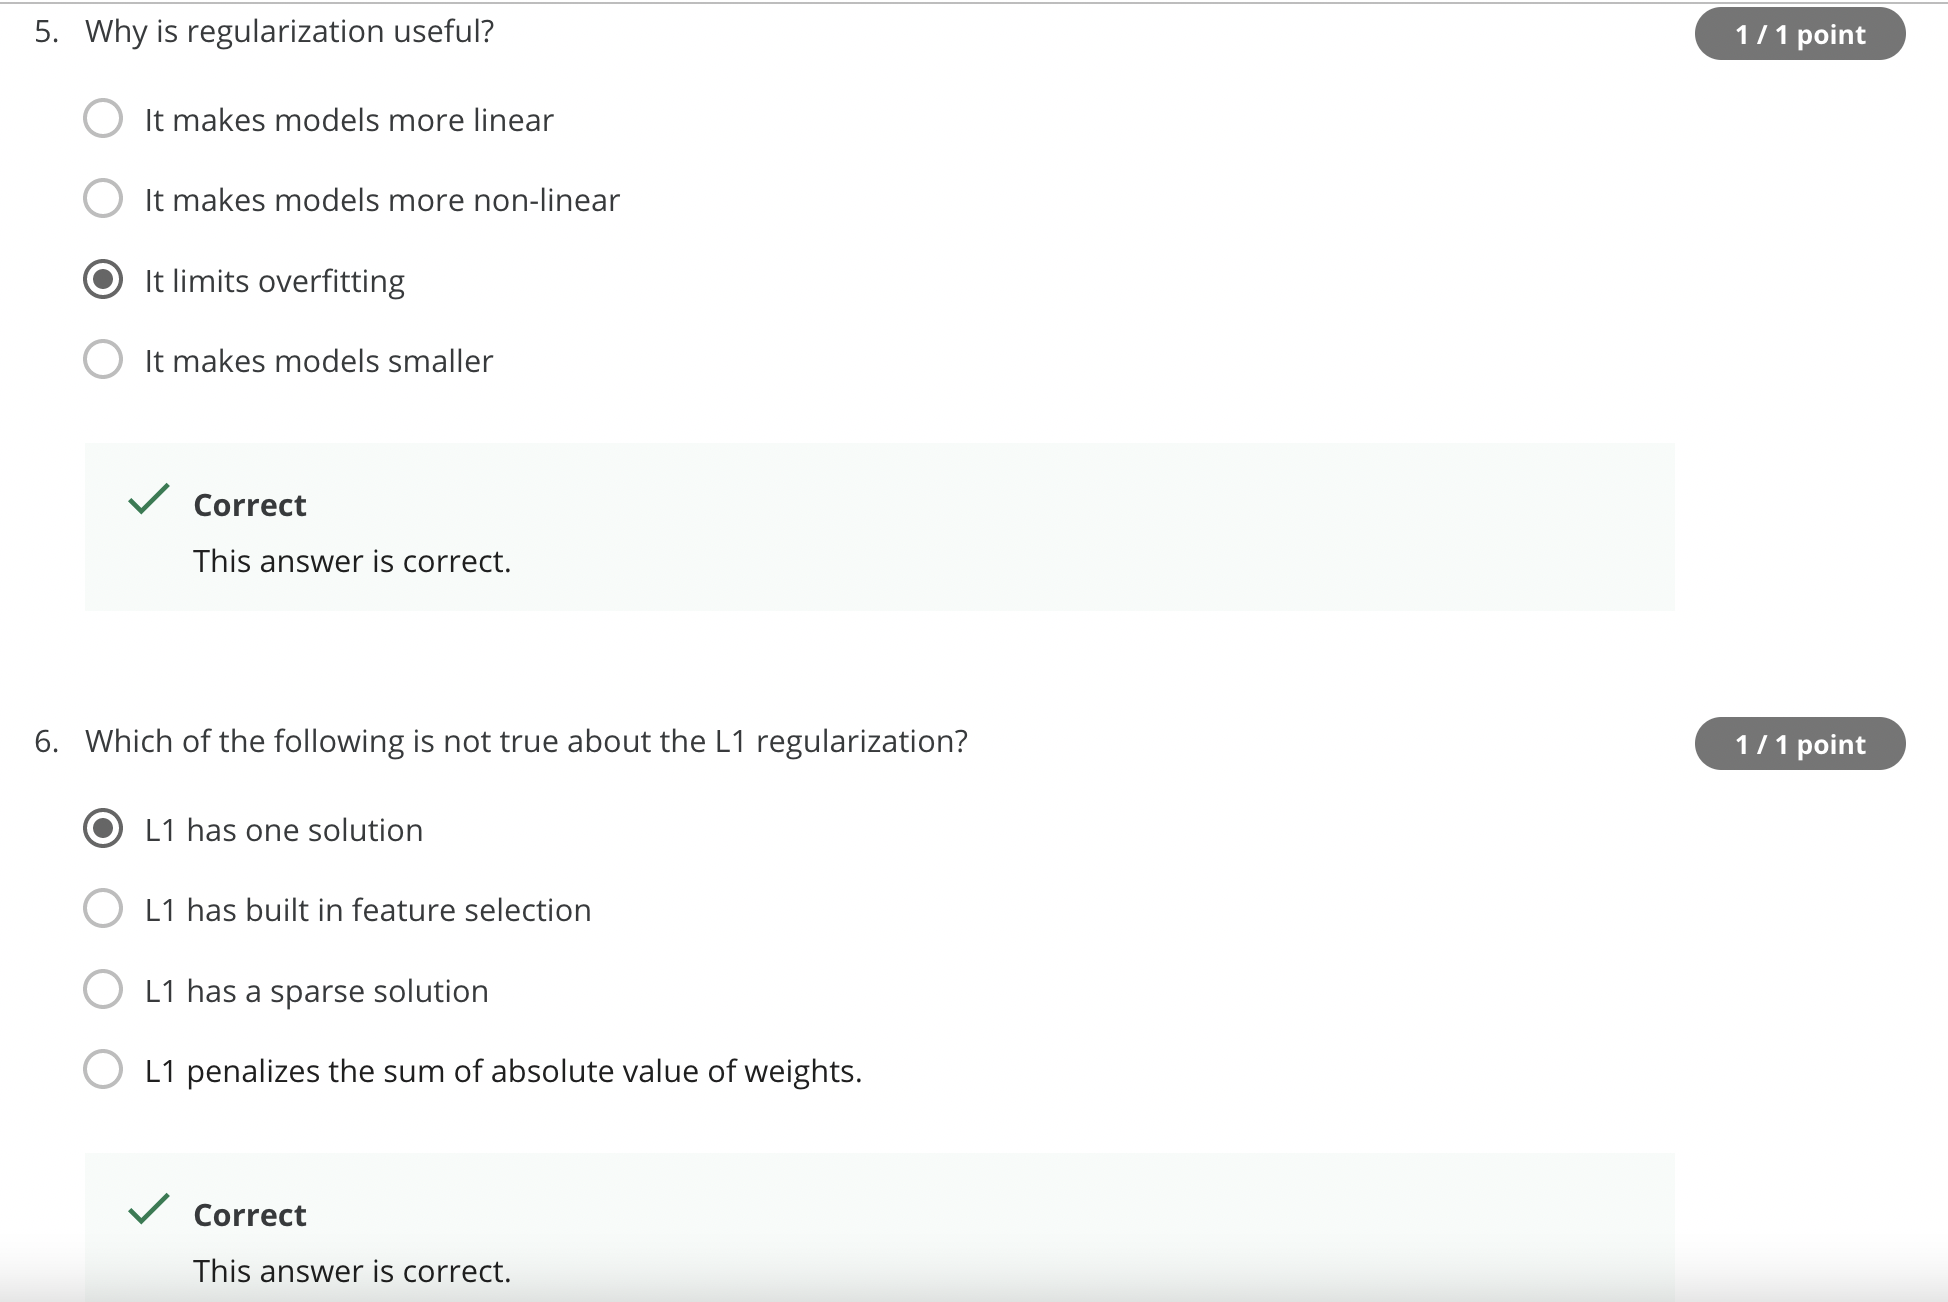 5. Why is regularization useful?
1 / 1 point
It makes models more linear
It makes models more non-linear
It limits overfitting
It makes models smaller
Correct
This answer is correct.
6. Which of the following is not true about the L1 regularization?
1 / 1 point
L1 has one solution
L1 has built in feature selection
L1 has a sparse solution
L1 penalizes the sum of absolute value of weights.
Correct
This answer is correct.